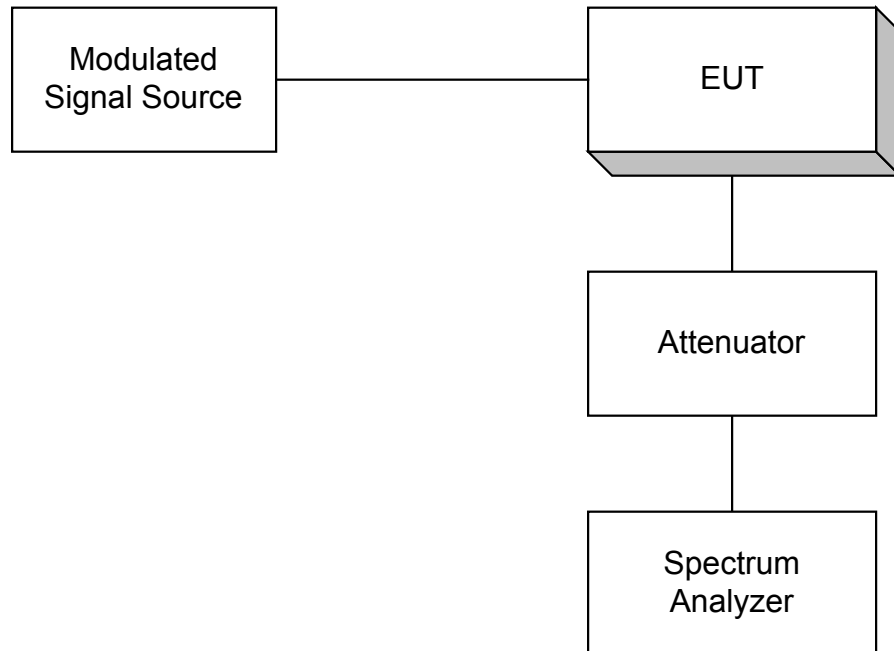 Modulated
Signal Source
EUT
Attenuator
Spectrum
Analyzer